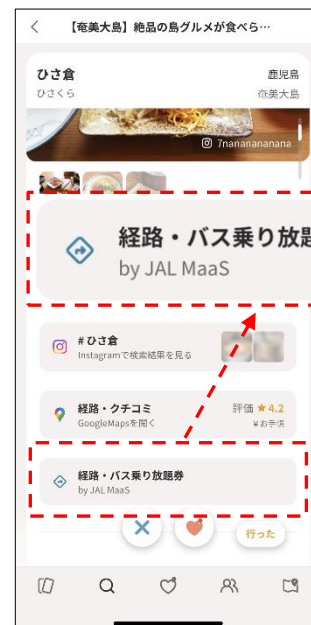 【奄美大島】絶品の島グルメが食べら…
ひさ倉
鹿児島
ひさくら
奄美大島
7nanananana
経路・バス乗り放題
by JAL MaaS
#ひさ倉
Instagramで検索結果を見る
経路・クチコミ
評価 ★4.2
GoogleMapsを開く
¥お手頃
経路・バス乗り放題券
by JAL MaaS
行った